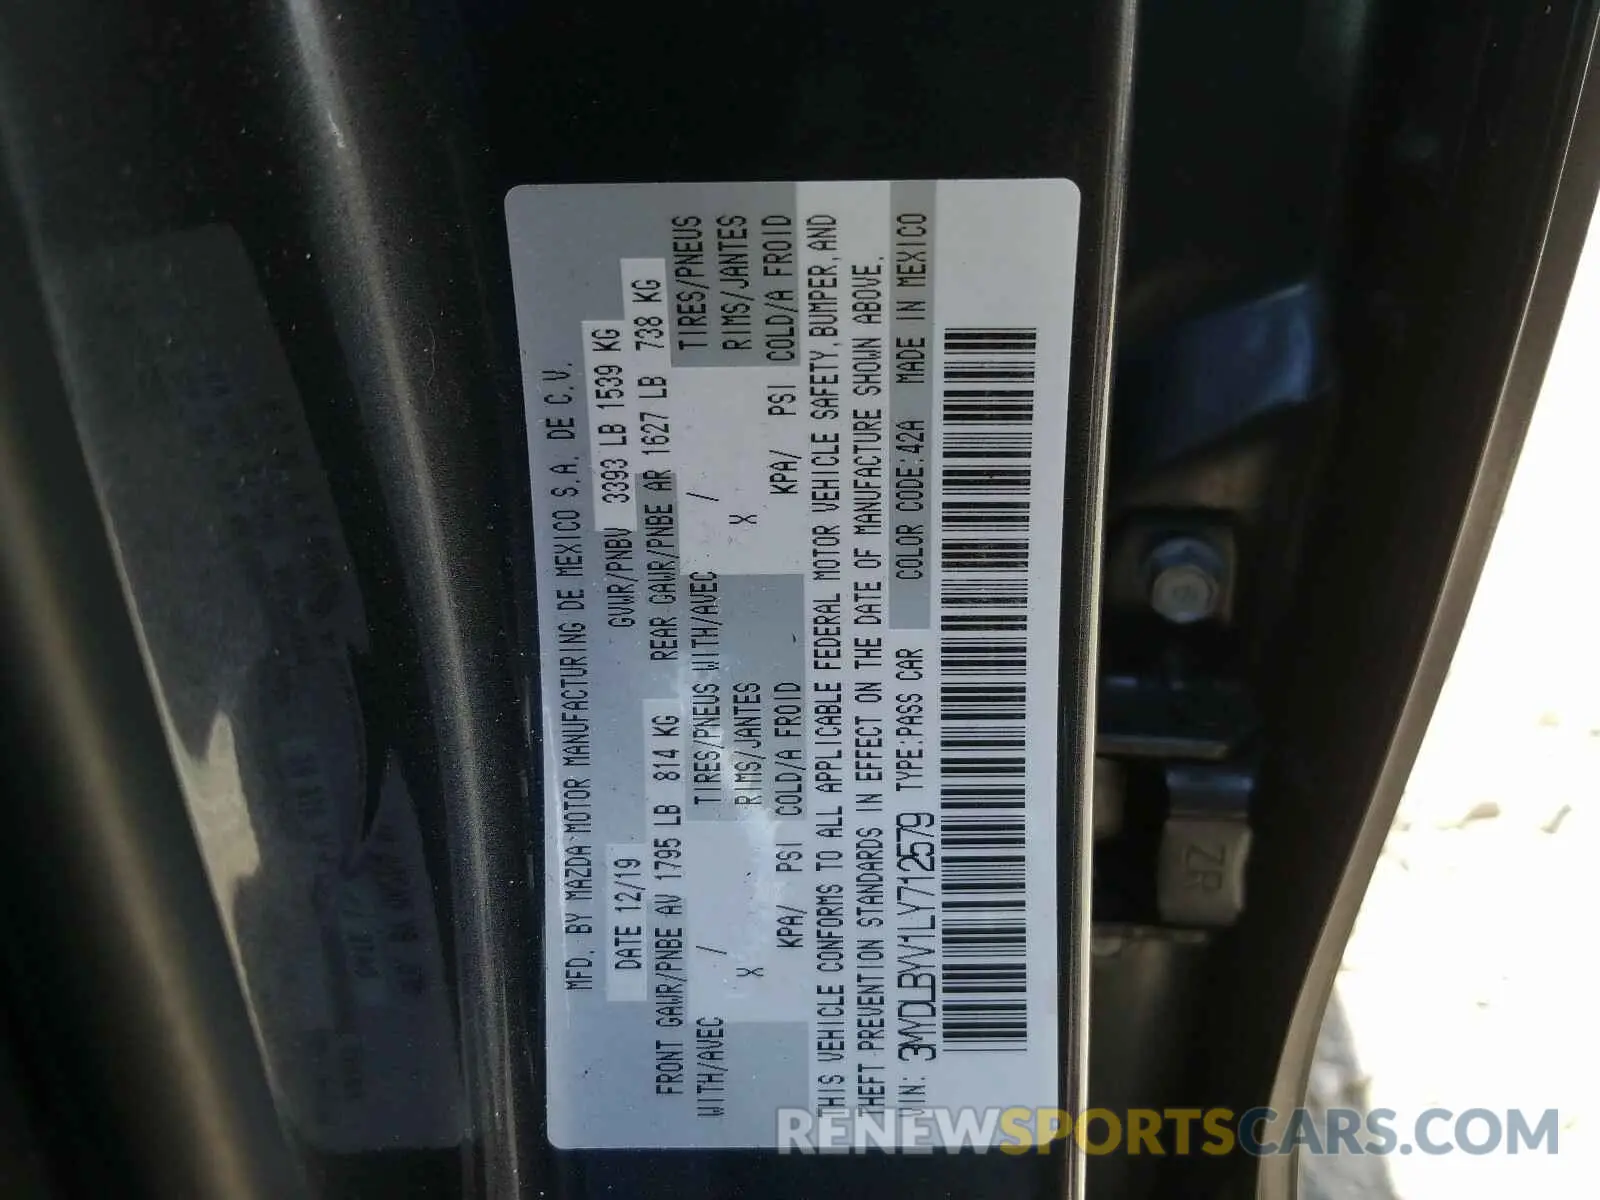 MFD. BY MAZDA MOTOR MANUFACTURING DE MEXICO S.A. DE C.V.
DATE 12/19 GVWR/PNBV 3393 LB 1539 KG
FRONT GAWR/PNBE AV 1795 LB 814 KG REAR GAWR/PNBE AR 1627 LB 738 KG
WITH/AVEC / TIRES/PNEUS WITH/AVEC / TIRES/PNEUS
X RIMS/JANTES X RIMS/JANTES
KPA/ PSI COLD/A FROID KPA/ PSI COLD/A FROID
THIS VEHICLE CONFORMS TO ALL APPLICABLE FEDERAL MOTOR VEHICLE SAFETY, BUMPER, AND
THEFT PREVENTION STANDARDS IN EFFECT ON THE DATE OF MANUFACTURE SHOWN ABOVE.
VIN: 3MYDLBYV1LY712579 TYPE:PASS CAR COLOR CODE:42A MADE IN MEXICO
ZR
RENEWSPORTSCARS.COM